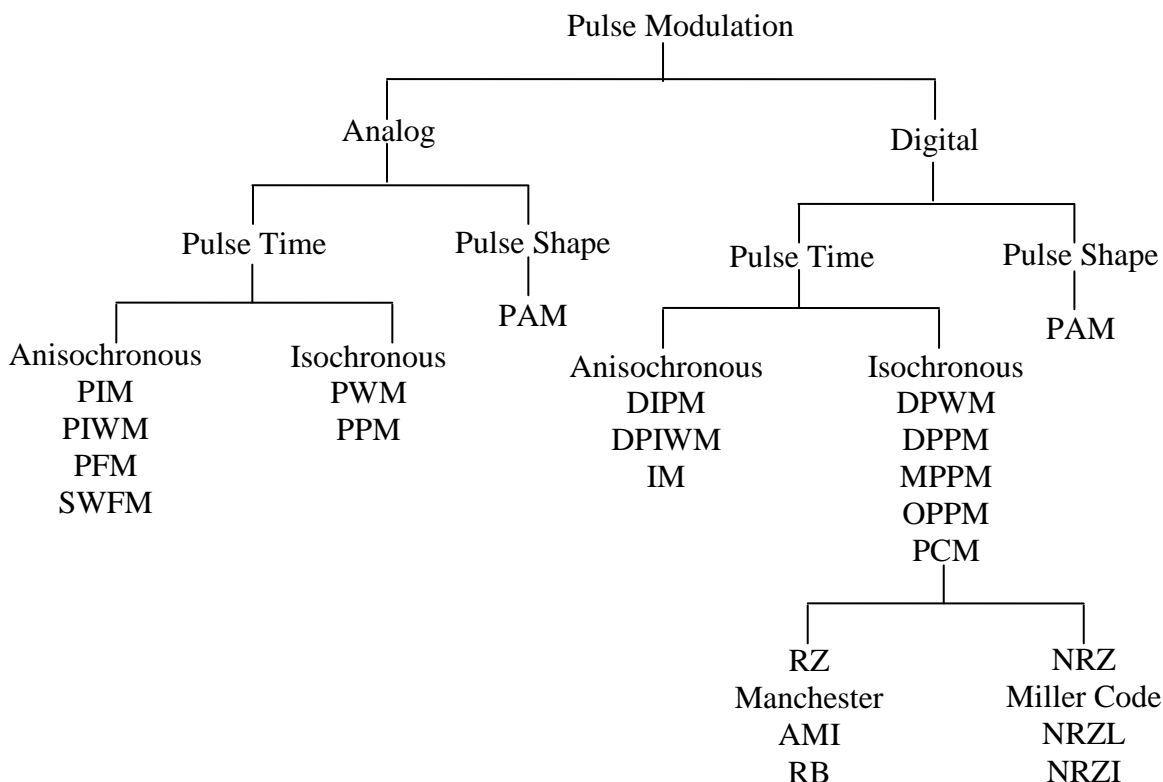 Pulse Modulation
Analog
Digital
Pulse Time
Pulse Shape
Pulse Time
Pulse Shape
PAM
PAM
Anisochronous
PIM
PIWM
PFM
SWFM
Isochronous
PWM
PPM
Anisochronous
DIPM
DPIWM
IM
Isochronous
DPWM
DPPM
MPPM
OPPM
PCM
RZ
Manchester
AMI
RB
NRZ
Miller Code
NRZL
NRZI